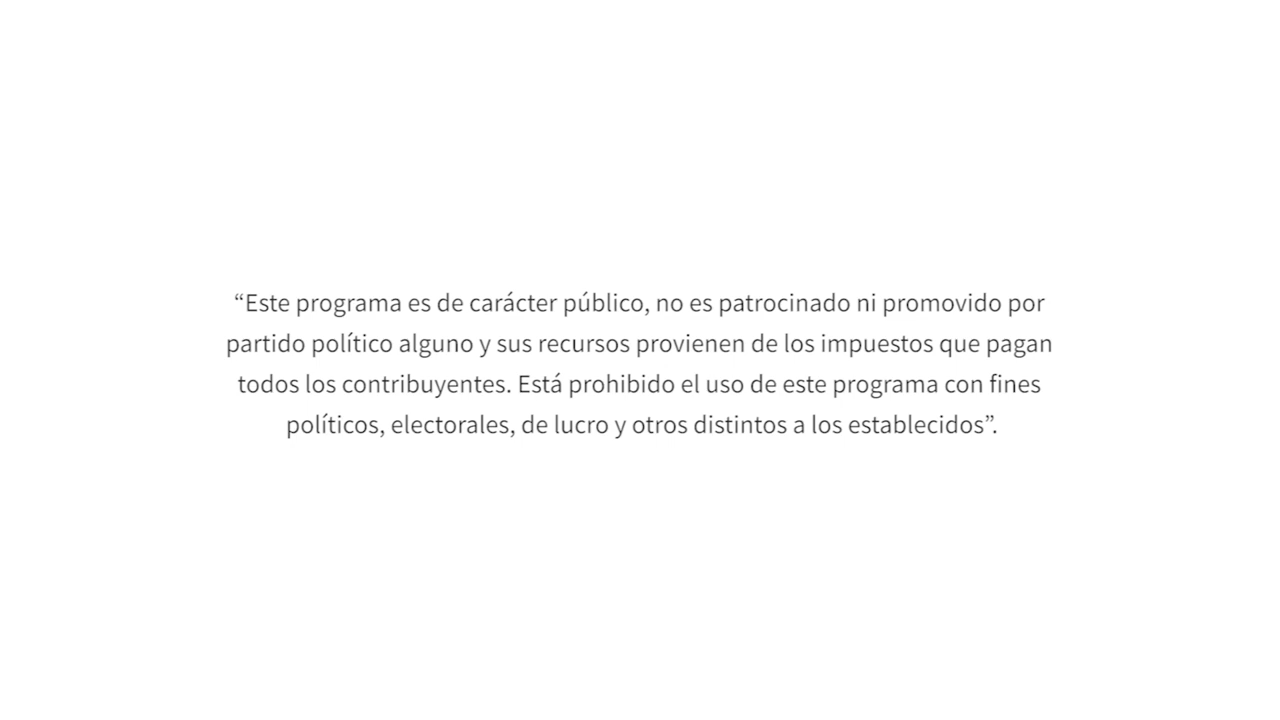 “Este programa es de carácter público, no es patrocinado ni promovido por
partido político alguno y sus recursos provienen de los impuestos que pagan
todos los contribuyentes. Está prohibido el uso de este programa con fines
políticos, electorales, de lucro y otros distintos a los establecidos”.